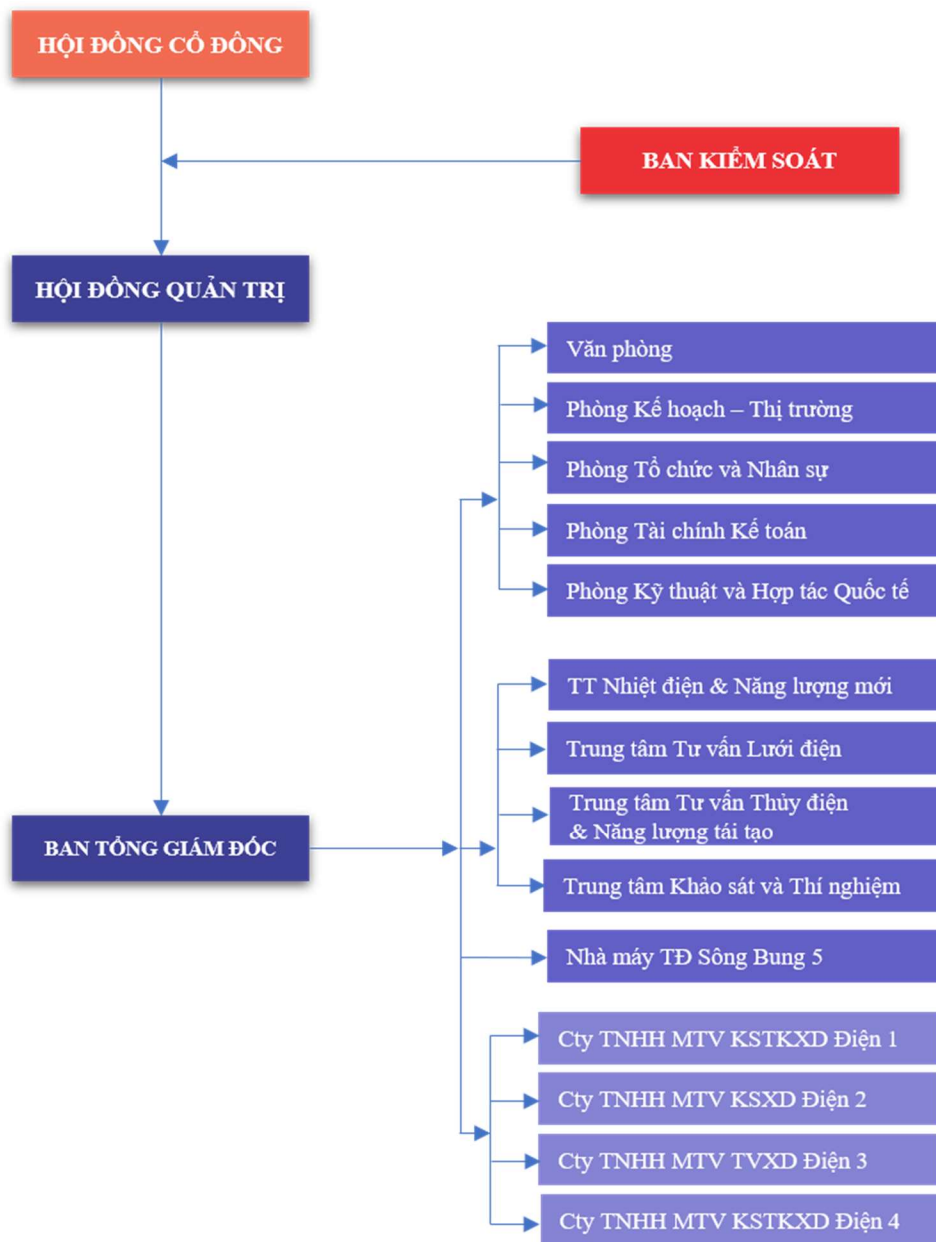 HỘI ĐỒNG CỔ ĐÔNG
BAN KIỂM SOÁT
HỘI ĐỒNG QUẢN TRỊ
Văn phòng
Phòng Kế hoạch – Thị trường
Phòng Tổ chức và Nhân sự
Phòng Tài chính Kế toán
Phòng Kỹ thuật và Hợp tác Quốc tế
TT Nhiệt điện & Năng lượng mới
Trung tâm Tư vấn Lưới điện
Trung tâm Tư vấn Thủy điện
& Năng lượng tái tạo
BAN TỔNG GIÁM ĐỐC
Trung tâm Khảo sát và Thí nghiệm
Nhà máy TĐ Sông Bung 5
Cty TNHH MTV KSTKXD Điện 1
Cty TNHH MTV KSXD Điện 2
Cty TNHH MTV TVXD Điện 3
Cty TNHH MTV KSTKXD Điện 4